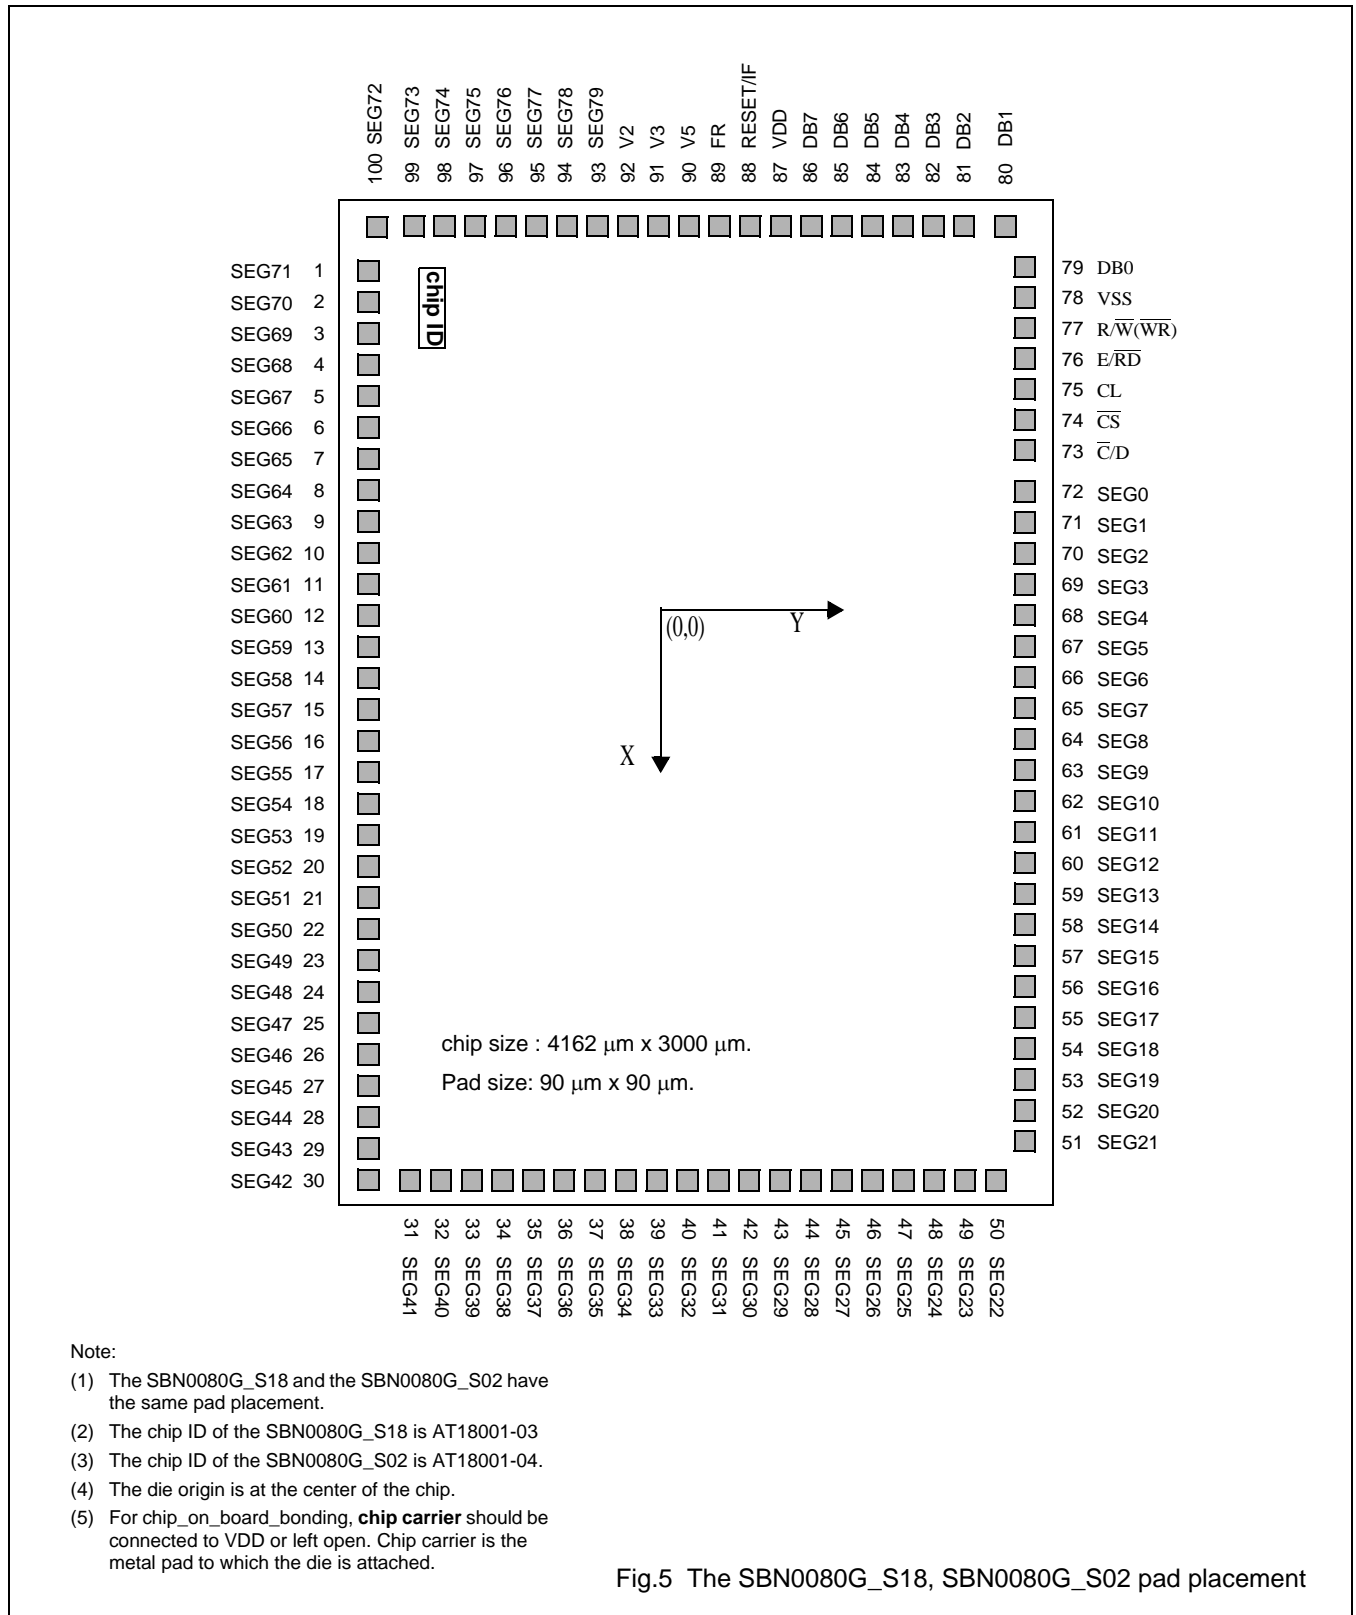 100 SEG72
99 SEG73
98 SEG74
97 SEG75
96 SEG76
95 SEG77
94 SEG78
93 SEG79
92 V2
91 V3
90 V5
89 FR
88 RESET/IF
87 VDD
86 DB7
85 DB6
84 DB5
83 DB4
82 DB3
81 DB2
80 DB1
SEG71 1
SEG70 2
SEG69 3
SEG68 4
SEG67 5
SEG66 6
SEG65 7
SEG64 8
SEG63 9
SEG62 10
SEG61 11
SEG60 12
SEG59 13
SEG58 14
SEG57 15
SEG56 16
SEG55 17
SEG54 18
SEG53 19
SEG52 20
SEG51 21
SEG50 22
SEG49 23
SEG48 24
SEG47 25
SEG46 26
SEG45 27
SEG44 28
SEG43 29
SEG42 30
chip ID
(0,0)
Y
X
chip size : 4162 µm x 3000 µm.
Pad size: 90 µm x 90 µm.
79 DB0
78 VSS
77 R/W̅(W̅R̅)
76 E/R̅D̅
75 CL
74 C̅S̅
73 C̅/D
72 SEG0
71 SEG1
70 SEG2
69 SEG3
68 SEG4
67 SEG5
66 SEG6
65 SEG7
64 SEG8
63 SEG9
62 SEG10
61 SEG11
60 SEG12
59 SEG13
58 SEG14
57 SEG15
56 SEG16
55 SEG17
54 SEG18
53 SEG19
52 SEG20
51 SEG21
31 SEG41
32 SEG40
33 SEG39
34 SEG38
35 SEG37
36 SEG36
37 SEG35
38 SEG34
39 SEG33
40 SEG32
41 SEG31
42 SEG30
43 SEG29
44 SEG28
45 SEG27
46 SEG26
47 SEG25
48 SEG24
49 SEG23
50 SEG22
Note:
(1) The SBN0080G_S18 and the SBN0080G_S02 have
the same pad placement.
(2) The chip ID of the SBN0080G_S18 is AT18001-03
(3) The chip ID of the SBN0080G_S02 is AT18001-04.
(4) The die origin is at the center of the chip.
(5) For chip_on_board_bonding, chip carrier should be
connected to VDD or left open. Chip carrier is the
metal pad to which the die is attached.
Fig.5 The SBN0080G_S18, SBN0080G_S02 pad placement